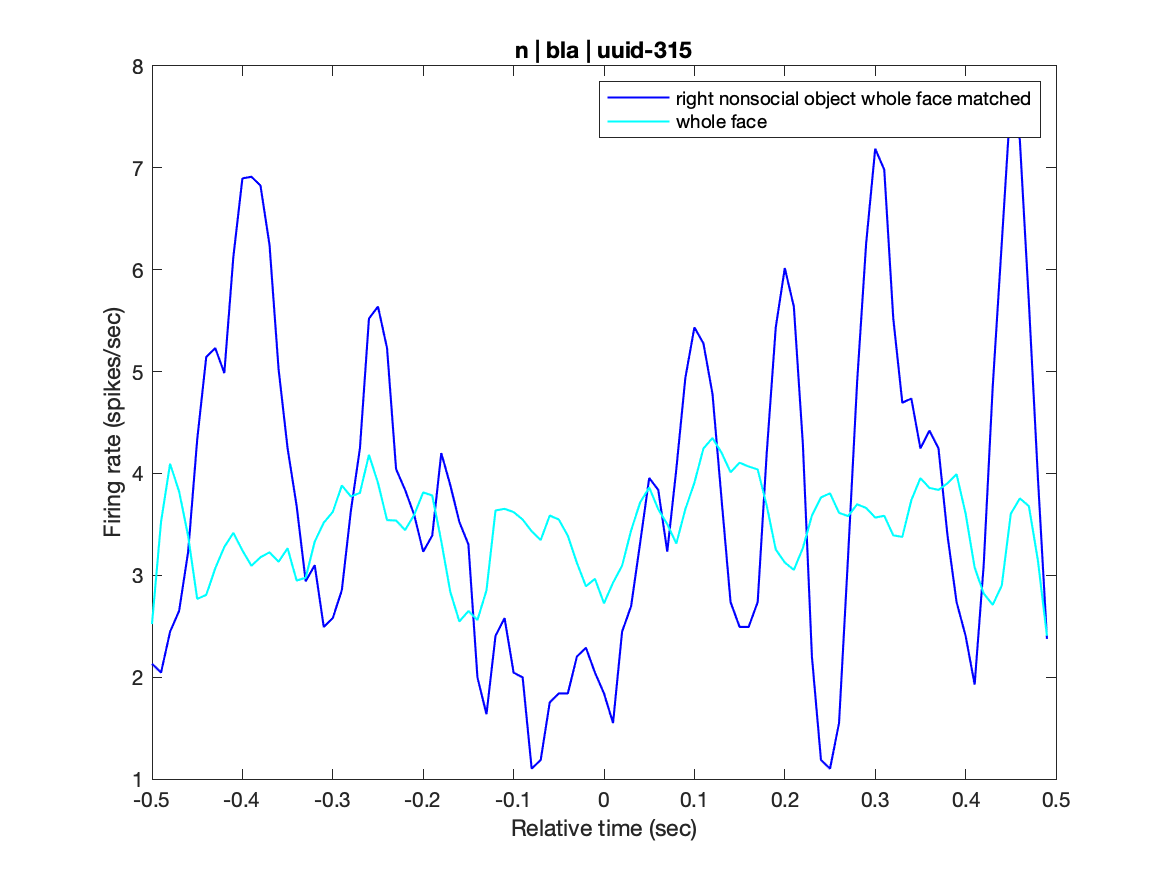 n | bla | uuid-315
right nonsocial object whole face matched
whole face
Firing rate (spikes/sec)
8
7
6
5
4
3
2
1
-0.5 -0.4 -0.3 -0.2 -0.1 0 0.1 0.2 0.3 0.4 0.5
Relative time (sec)